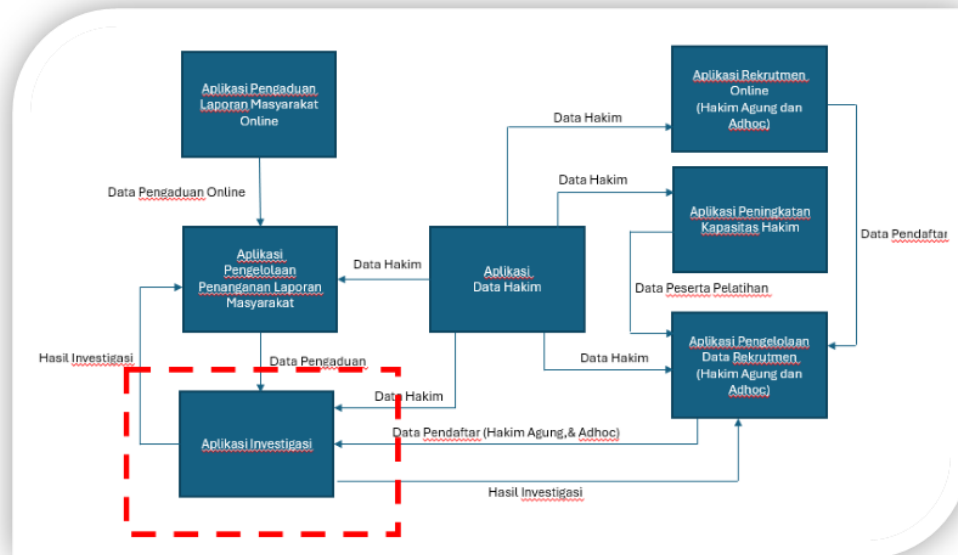 Aplikasi Pengaduan
Laporan Masyarakat
Online
Aplikasi Rekrutmen
Online
(Hakim Agung dan
Adhoc)
Data Hakim
Data Hakim
Data Pengaduan Online
Aplikasi Peningkatan
Kapasitas Hakim
Data Pendaftar
Aplikasi
Pengelolaan
Penanganan Laporan
Masyarakat
Data Hakim
Aplikasi
Data Hakim
Data Peserta Pelatihan
Aplikasi Pengelolaan
Data Rekrutmen
(Hakim Agung dan
Adhoc)
Hasil Investigasi
Data Pengaduan
Data Hakim
Data Hakim
Aplikasi Investigasi
Data Pendaftar (Hakim Agung,& Adhoc)
Hasil Investigasi